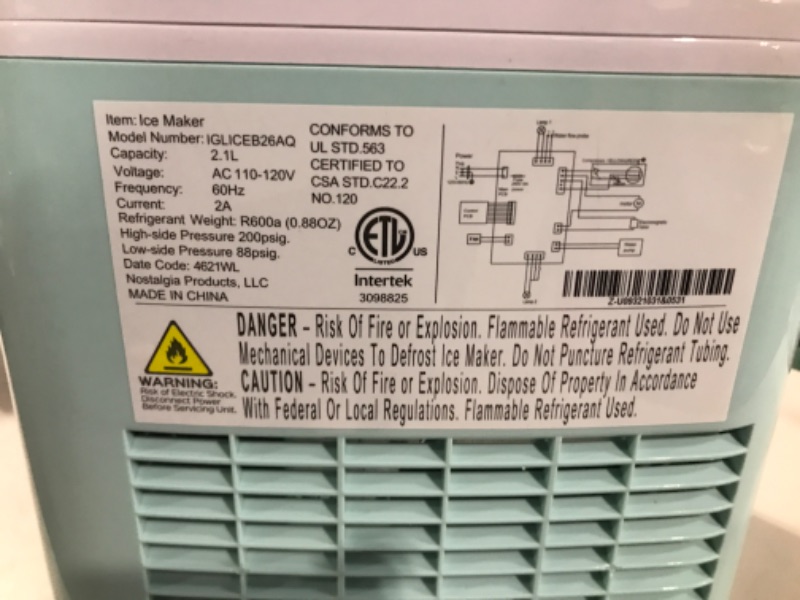 Item: Ice Maker
Model Number: IGLICEB26AQ
Capacity: 2.1L
Voltage: AC 110-120V
Frequency: 60Hz
Current: 2A
Refrigerant Weight: R600a (0.88OZ)
High-side Pressure 200psig.
Low-side Pressure 88psig.
Date Code: 4621WL
Nostalgia Products, LLC
MADE IN CHINA
CONFORMS TO
UL STD.563
CERTIFIED TO
CSA STD.C22.2
NO.120
C ETL US
LISTED
Intertek
3098825
Power
Z-U09321031&0531
DANGER – Risk Of Fire or Explosion. Flammable Refrigerant Used. Do Not Use
Mechanical Devices To Defrost Ice Maker. Do Not Puncture Refrigerant Tubing.
CAUTION – Risk Of Fire or Explosion. Dispose Of Property In Accordance
With Federal Or Local Regulations. Flammable Refrigerant Used.
WARNING:
Risk of Electric Shock.
Disconnect Power
Before Servicing Unit.